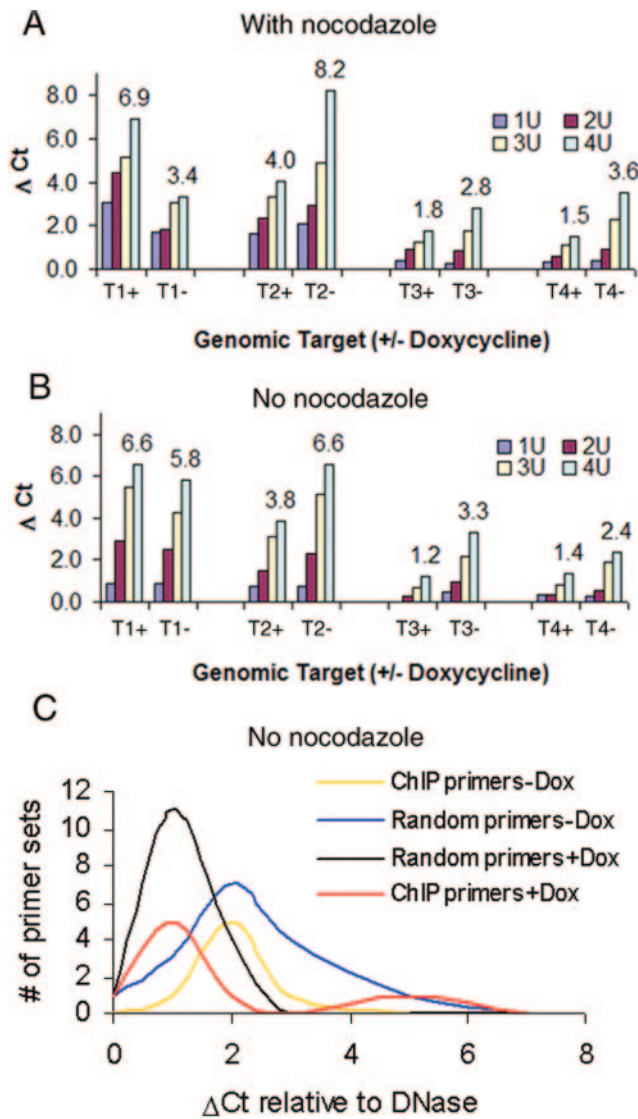 A
With nocodazole
8.0
6.0
4.0
2.0
0.0
Δ Ct
6.9
3.4
4.0
8.2
1.8
2.8
1.5
3.6
1U 2U
3U 4U
T1+ T1- T2+ T2- T3+ T3- T4+ T4-
Genomic Target (+/- Doxycycline)
B
No nocodazole
8.0
6.0
4.0
2.0
0.0
Δ Ct
6.6
5.8
3.8
6.6
1.2
3.3
1.4
2.4
1U 2U
3U 4U
T1+ T1- T2+ T2- T3+ T3- T4+ T4-
Genomic Target (+/- Doxycycline)
C
No nocodazole
12
10
8
6
4
2
0
# of primer sets
ChIP primers-Dox
Random primers-Dox
Random primers+Dox
ChIP primers+Dox
0 2 4 6 8
ΔCt relative to DNase